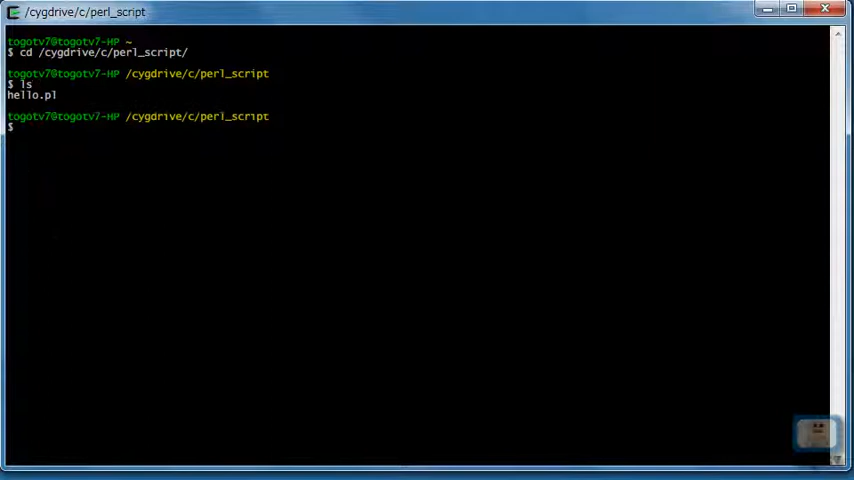 /cygdrive/c/perl_script
togotv7@togotv7-HP ~
$ cd /cygdrive/c/perl_script/
togotv7@togotv7-HP /cygdrive/c/perl_script
$ ls
hello.pl
togotv7@togotv7-HP /cygdrive/c/perl_script
$